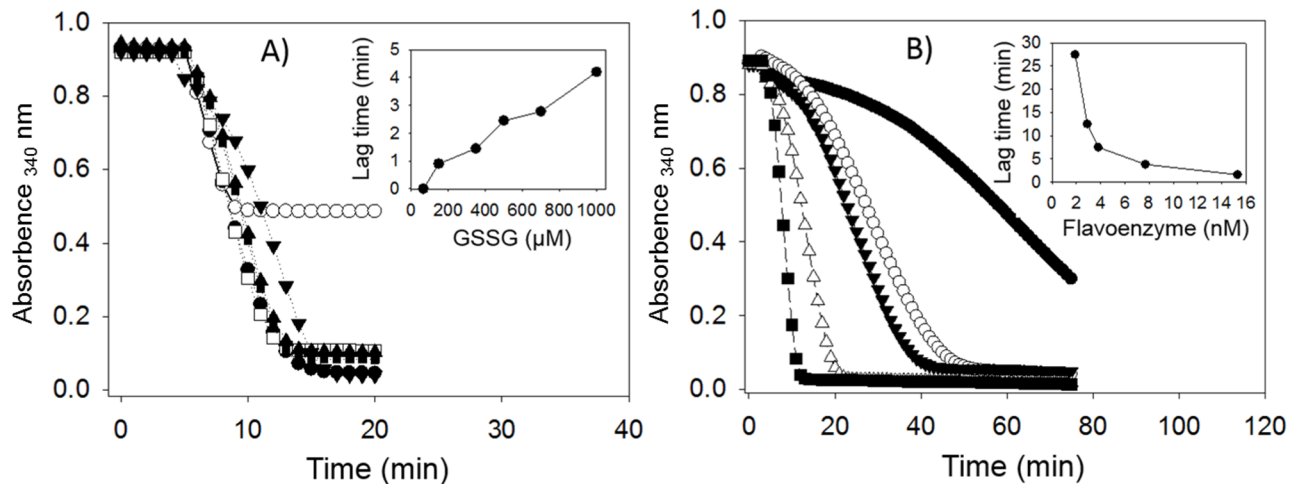 A)
Absorbence 340 nm
1.0
0.8
0.6
0.4
0.2
0.0
0
10
20
30
40
Time (min)
Lag time (min)
5
4
3
2
1
0
0 200 400 600 800 1000
GSSG (µM)
B)
Absorbence 340 nm
1.0
0.8
0.6
0.4
0.2
0.0
0 20 40 60 80 100 120
Time (min)
Lag time (min)
30
25
20
15
10
5
0
0 2 4 6 8 10 12 14 16
Flavoenzyme (nM)